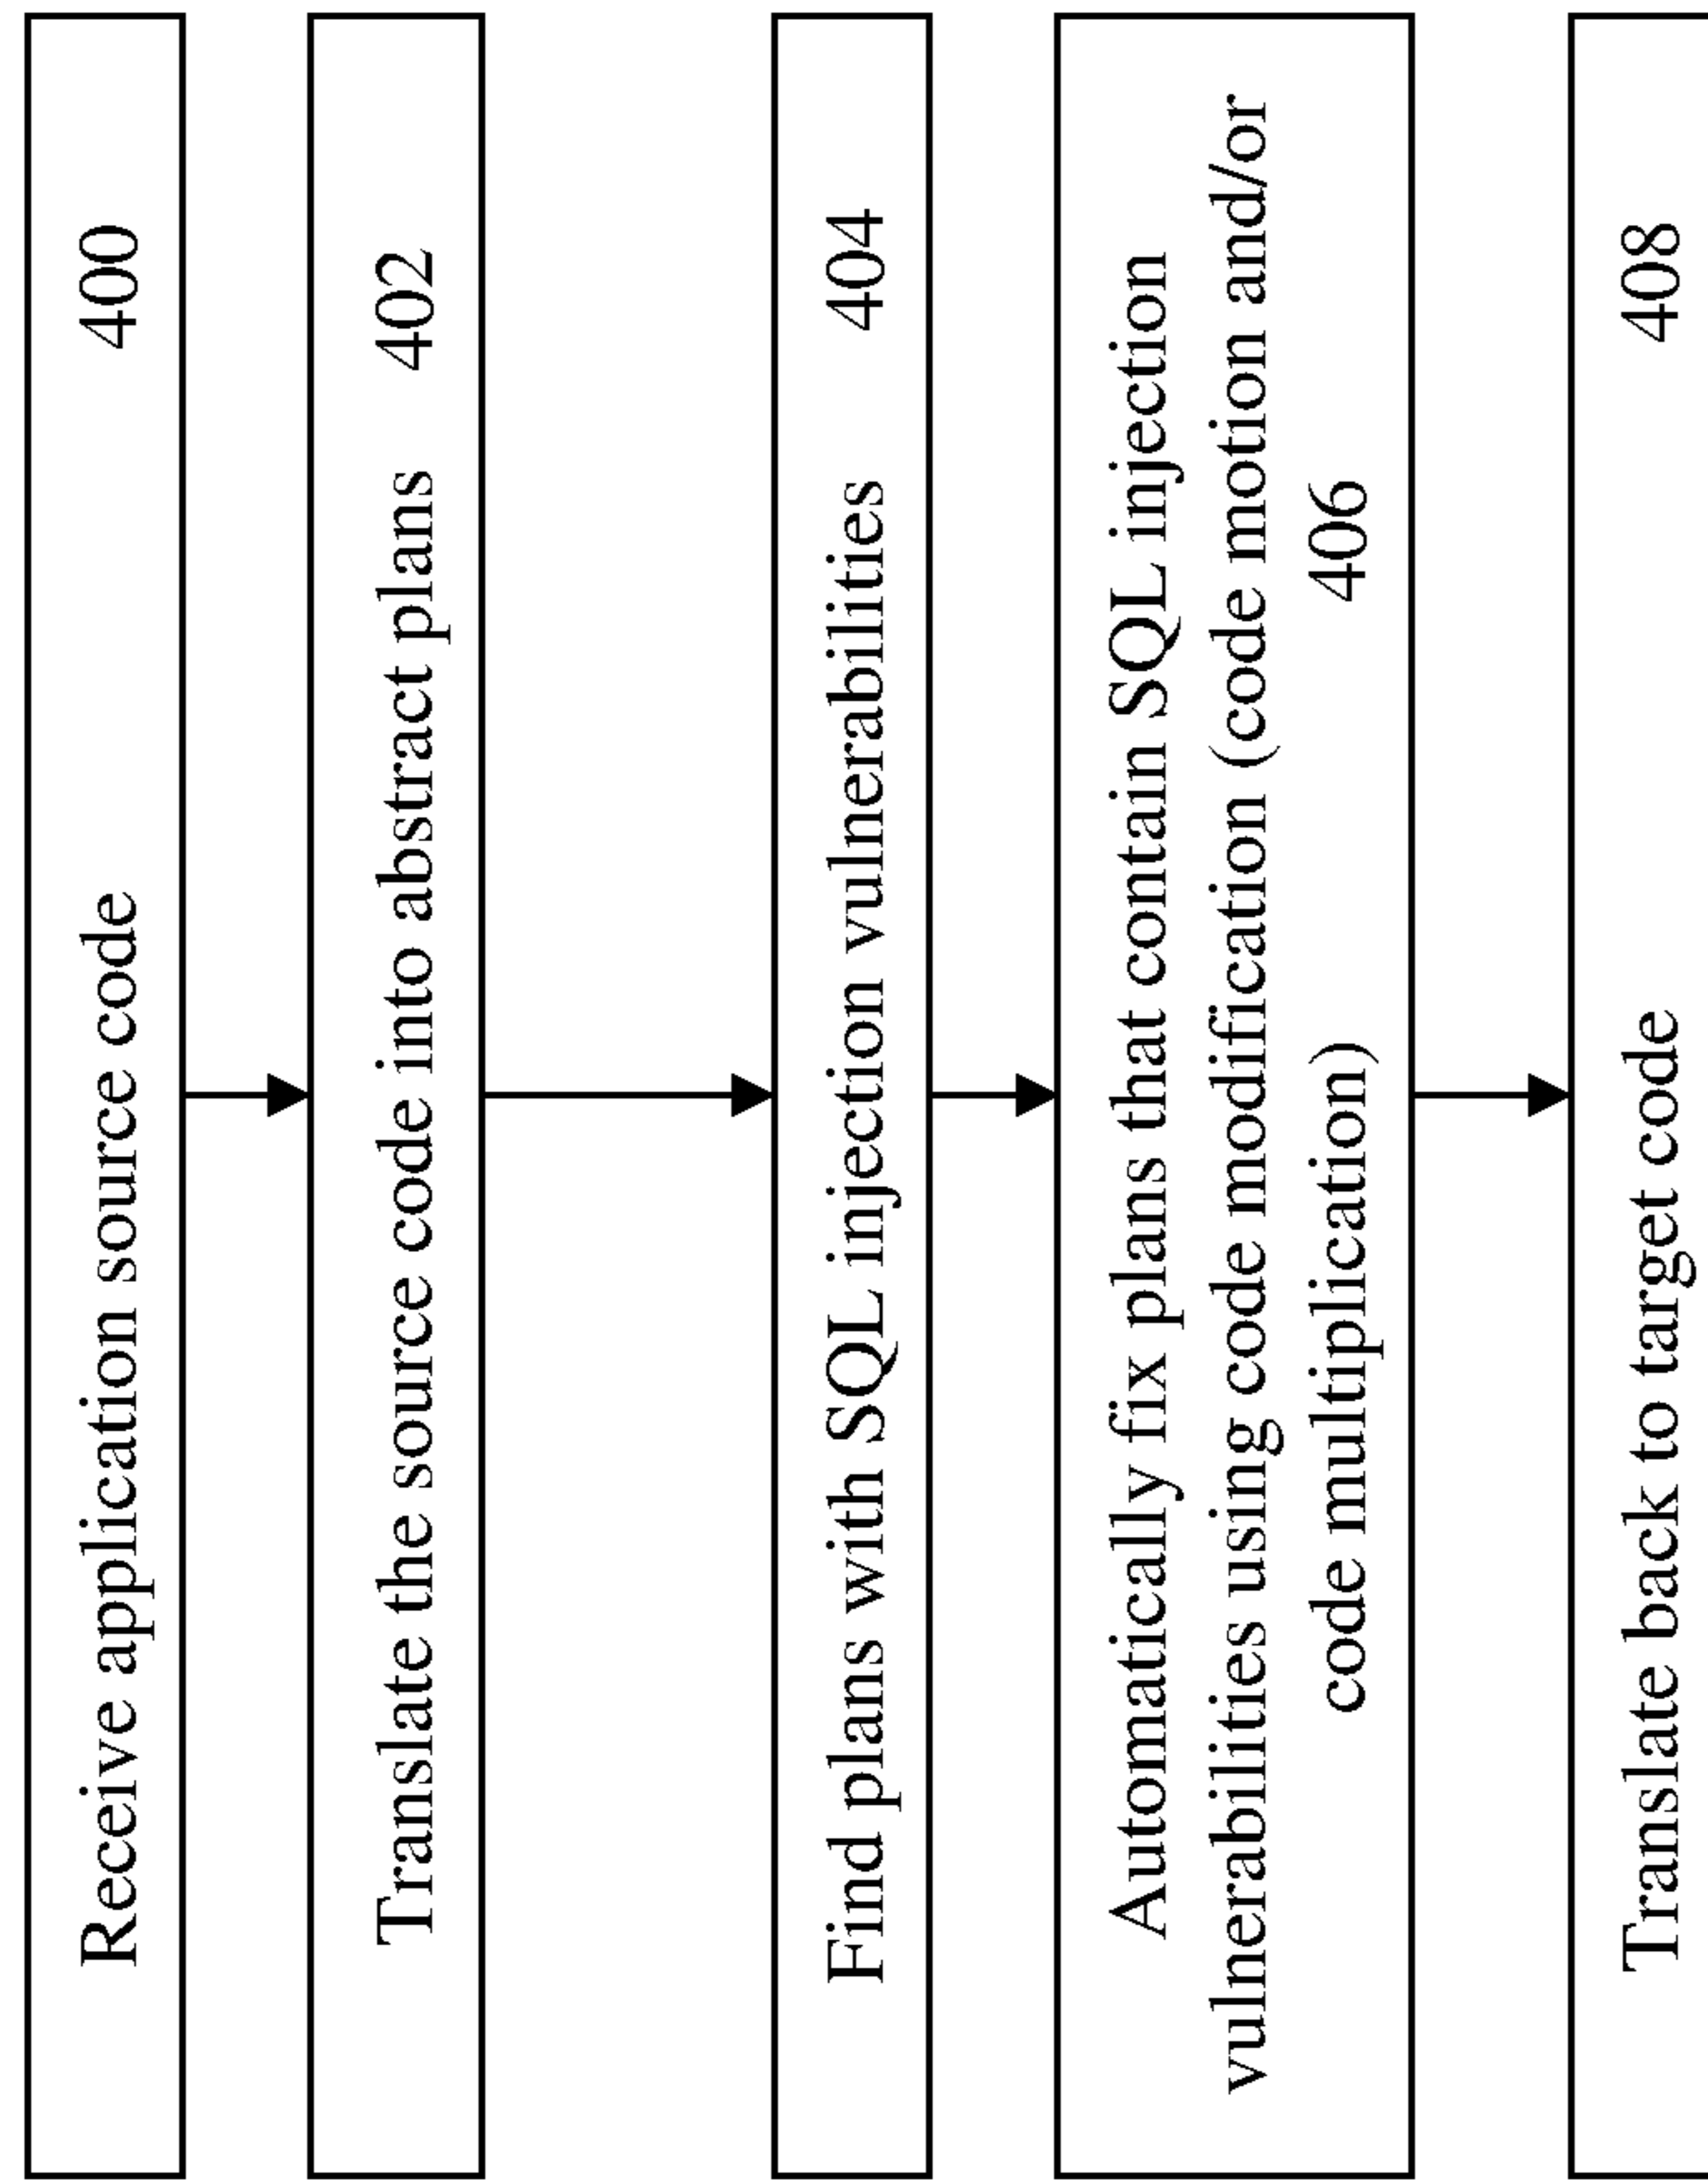 Receive application source code 400
Translate the source code into abstract plans 402
Find plans with SQL injection vulnerabilities 404
Automatically fix plans that contain SQL injection
vulnerabilities using code modification (code motion and/or
code multiplication) 406
Translate back to target code 408